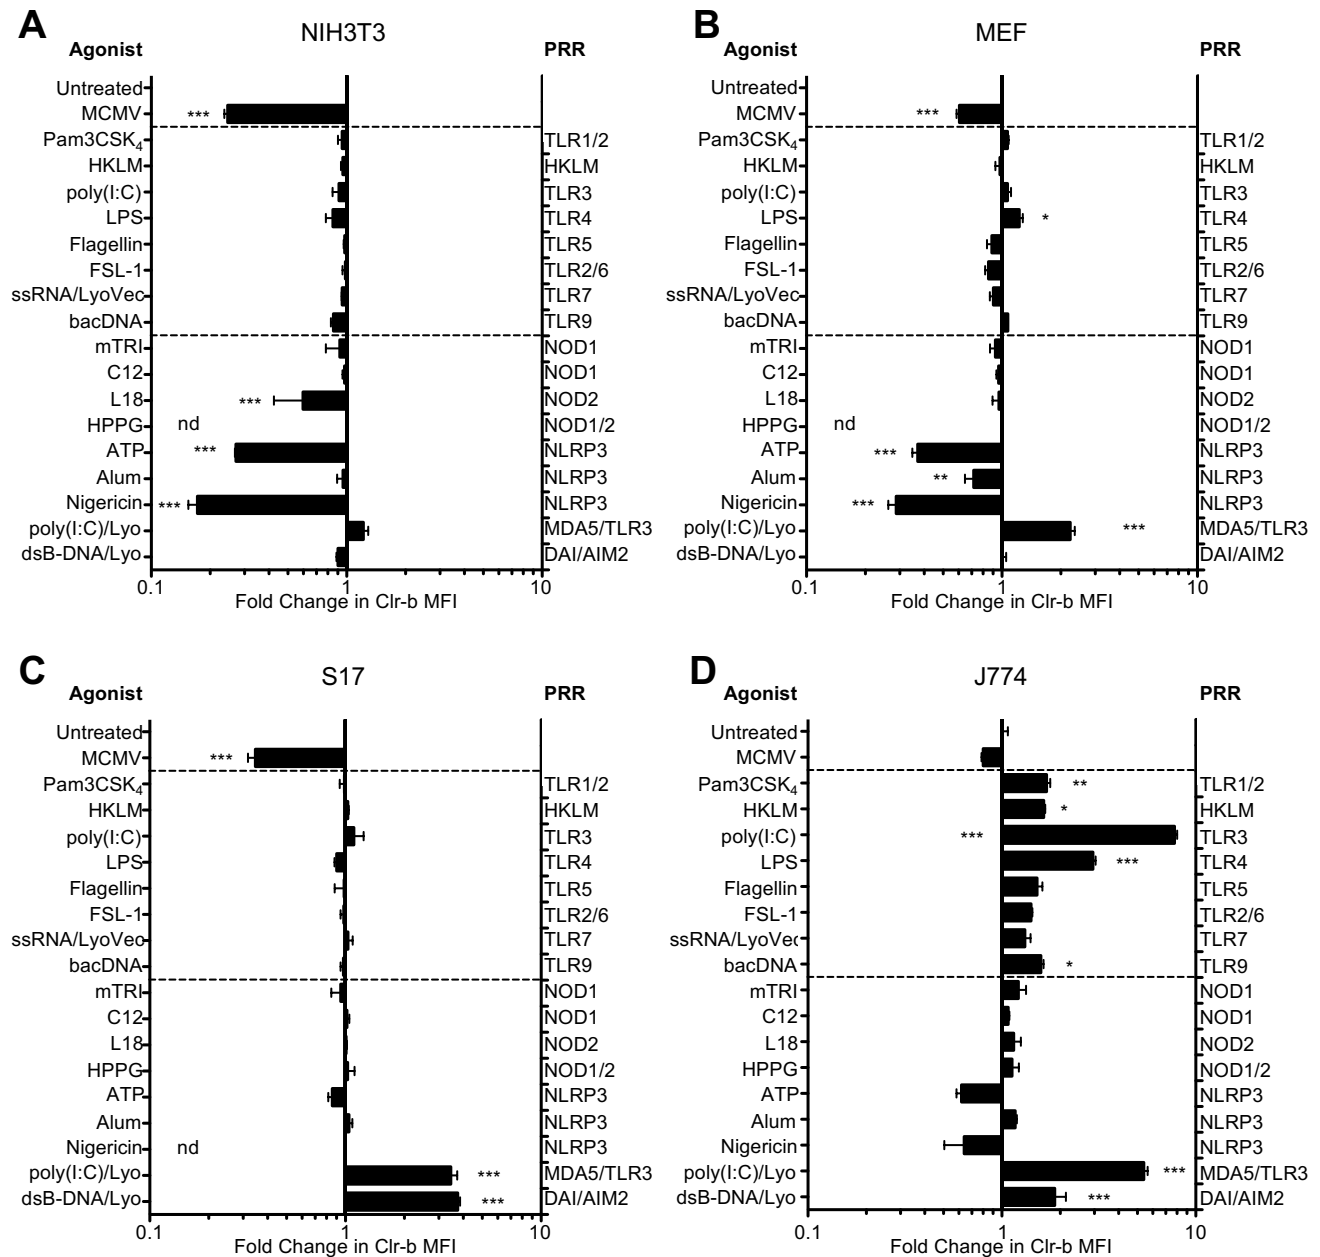 A
NIH3T3
Agonist PRR
Untreated
MCMV ***
Pam3CSK4 TLR1/2
HKLM HKLM
poly(I:C) TLR3
LPS TLR4
Flagellin TLR5
FSL-1 TLR2/6
ssRNA/LyoVec TLR7
bacDNA TLR9
mTRI NOD1
C12 NOD1
L18 *** NOD2
HPPG nd NOD1/2
ATP *** NLRP3
Alum NLRP3
Nigericin *** NLRP3
poly(I:C)/Lyo MDA5/TLR3
dsB-DNA/Lyo DAI/AIM2
0.1 1 10
Fold Change in Clr-b MFI
B
MEF
Agonist PRR
Untreated
MCMV ***
Pam3CSK4 TLR1/2
HKLM HKLM
poly(I:C) TLR3
LPS * TLR4
Flagellin TLR5
FSL-1 TLR2/6
ssRNA/LyoVec TLR7
bacDNA TLR9
mTRI NOD1
C12 NOD1
L18 NOD2
HPPG nd NOD1/2
ATP *** NLRP3
Alum ** NLRP3
Nigericin *** NLRP3
poly(I:C)/Lyo *** MDA5/TLR3
dsB-DNA/Lyo DAI/AIM2
0.1 1 10
Fold Change in Clr-b MFI
C
S17
Agonist PRR
Untreated
MCMV ***
Pam3CSK4 TLR1/2
HKLM HKLM
poly(I:C) TLR3
LPS TLR4
Flagellin TLR5
FSL-1 TLR2/6
ssRNA/LyoVec TLR7
bacDNA TLR9
mTRI NOD1
C12 NOD1
L18 NOD2
HPPG NOD1/2
ATP NLRP3
Alum NLRP3
Nigericin nd NLRP3
poly(I:C)/Lyo *** MDA5/TLR3
dsB-DNA/Lyo *** DAI/AIM2
0.1 1 10
Fold Change in Clr-b MFI
D
J774
Agonist PRR
Untreated
MCMV
Pam3CSK4 ** TLR1/2
HKLM * HKLM
poly(I:C) *** TLR3
LPS *** TLR4
Flagellin TLR5
FSL-1 TLR2/6
ssRNA/LyoVec TLR7
bacDNA * TLR9
mTRI NOD1
C12 NOD1
L18 NOD2
HPPG NOD1/2
ATP NLRP3
Alum NLRP3
Nigericin NLRP3
poly(I:C)/Lyo *** MDA5/TLR3
dsB-DNA/Lyo *** DAI/AIM2
0.1 1 10
Fold Change in Clr-b MFI